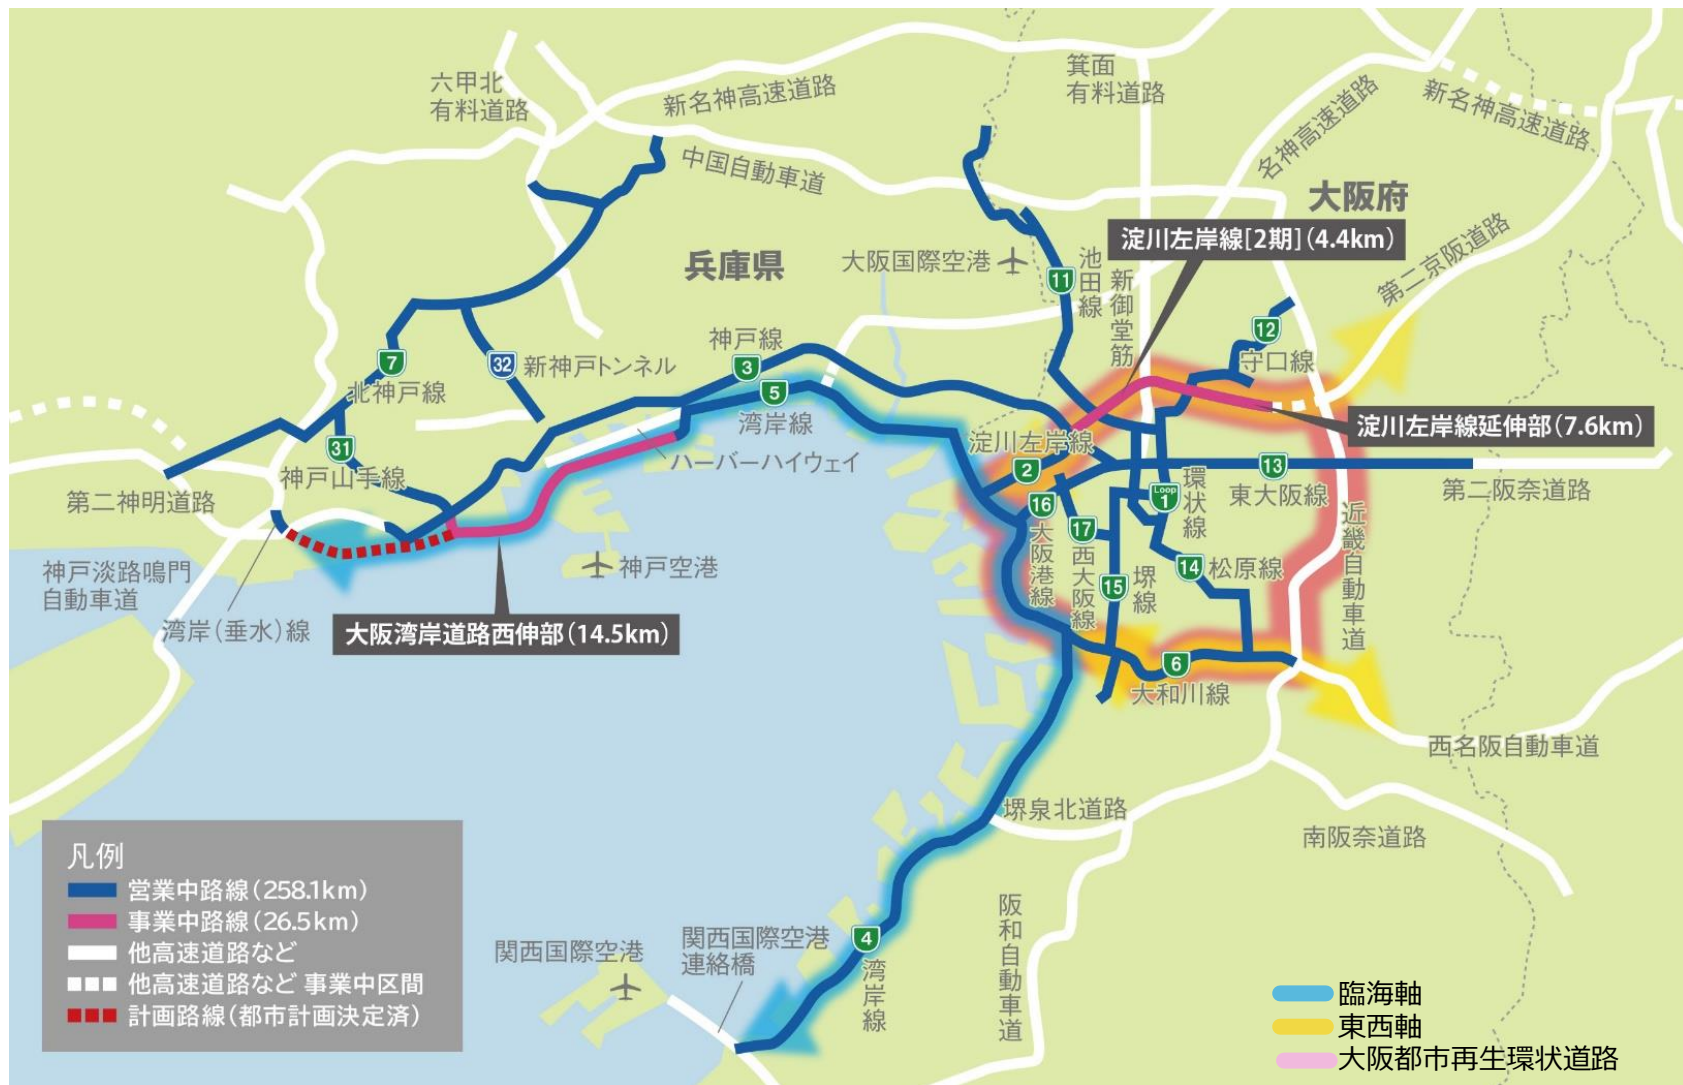 六甲北
有料道路
新名神高速道路
箕面
有料道路
名神高速道路
新名神高速道路
中国自動車道
大阪府
淀川左岸線[2期](4.4km)
兵庫県
大阪国際空港
11
池田線
新御堂筋
第二京阪道路
12
守口線
7
北神戸線
32
新神戸トンネル
神戸線
3
5
湾岸線
淀川左岸線延伸部(7.6km)
31
神戸山手線
ハーバーハイウェイ
淀川左岸線
2
13
東大阪線
第二阪奈道路
第二神明道路
16
大阪港線
17
西大阪線
Loop
1
環状線
近畿自動車道
神戸淡路鳴門
自動車道
湾岸(垂水)線
神戸空港
14
松原線
15
堺線
大阪湾岸道路西伸部(14.5km)
6
大和川線
西名阪自動車道
堺泉北道路
南阪奈道路
阪和自動車道
関西国際空港
関西国際空港
連絡橋
4
湾岸線
凡例
営業中路線(258.1km)
事業中路線(26.5km)
他高速道路など
他高速道路など 事業中区間
計画路線(都市計画決定済)
臨海軸
東西軸
大阪都市再生環状道路